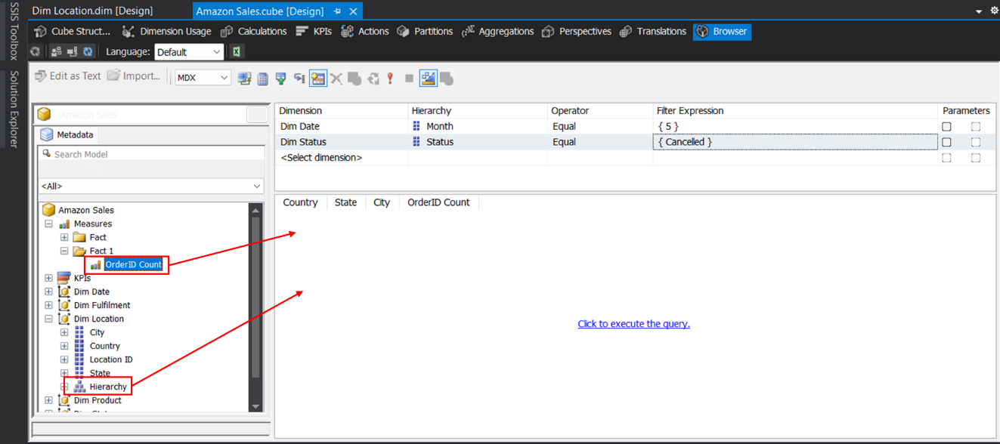 SSIS Toolbox
Solution Explorer
Dim Location.dim [Design]
Amazon Sales.cube [Design]
Cube Struct...
Dimension Usage
Calculations
KPIs
Actions
Partitions
Aggregations
Perspectives
Translations
Browser
Language:
Default
Edit as Text
Import...
MDX
Amazon Sales
Metadata
Search Model
<All>
Amazon Sales
Measures
Fact
Fact 1
OrderID Count
KPIs
Dim Date
Dim Fulfilment
Dim Location
City
Country
Location ID
State
Hierarchy
Dim Product
Dimension Hierarchy Operator Filter Expression Parameters
Dim Date Month Equal { 5 }
Dim Status Status Equal { Cancelled }
<Select dimension>
Country State City OrderID Count
Click to execute the query.